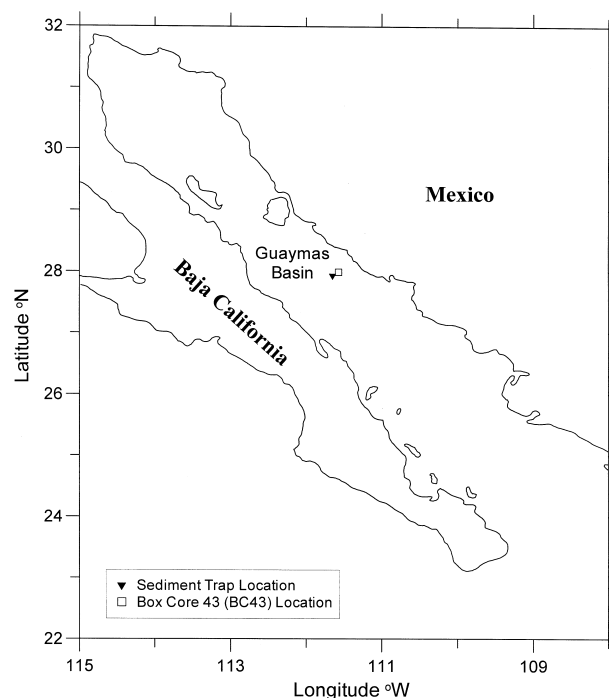 32
30
28
26
24
22
Latitude °N
Mexico
Guaymas
Basin
Baja California
Sediment Trap Location
Box Core 43 (BC43) Location
115
113
111
109
Longitude °W